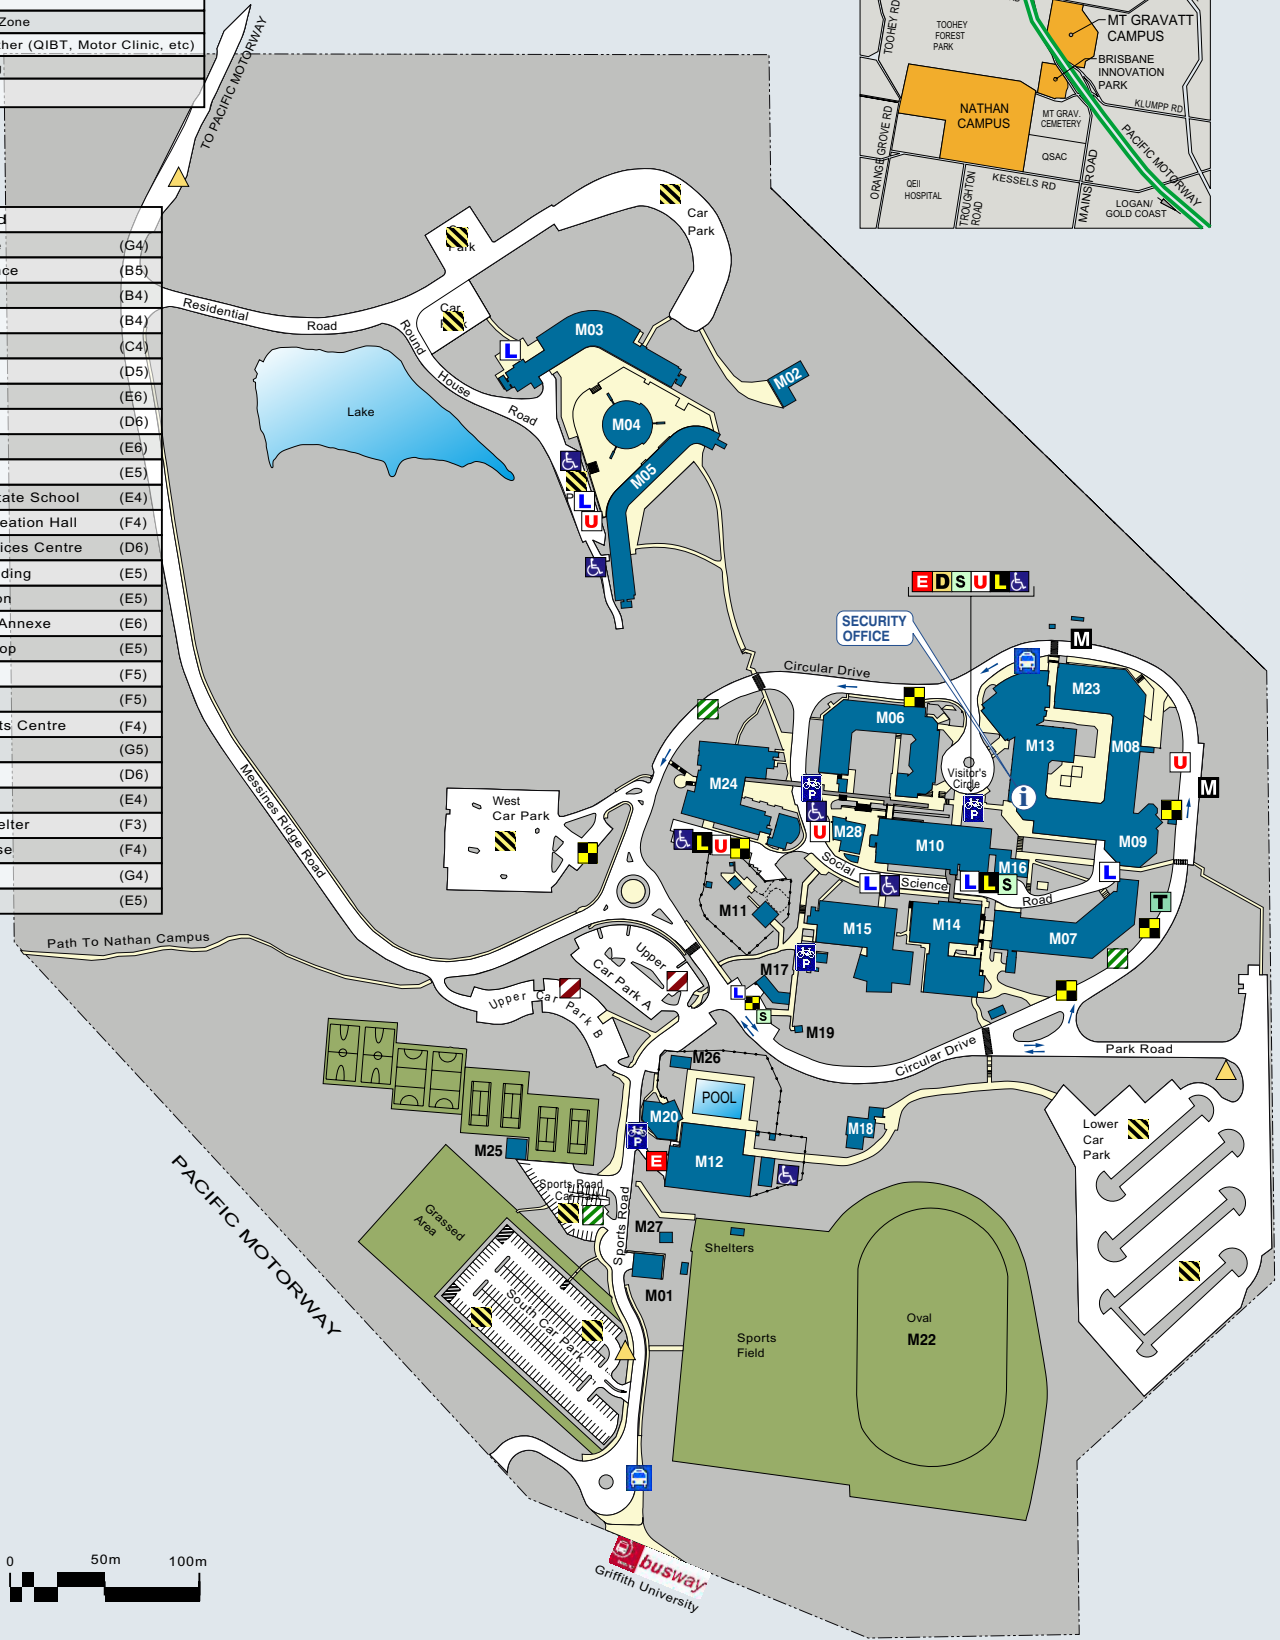 Zone
ther (QIBT, Motor Clinic, etc)
TO PACIFIC MOTORWAY
TOOHEY RD
TOOHEY
FOREST
PARK
MT GRAVATT
CAMPUS
BRISBANE
INNOVATION
PARK
KLUMPP RD
NATHAN
CAMPUS
MT GRAV.
CEMETERY
QSAC
PACIFIC MOTORWAY
ORANGE GROVE RD
QEII
HOSPITAL
TROUGHTON
ROAD
KESSELS RD
MAINS ROAD
LOGAN/
GOLD COAST
d
(G4)
ce (B5)
(B4)
(B4)
(C4)
(D5)
(E6)
(D6)
(E6)
(E5)
tate School (E4)
eation Hall (F4)
ices Centre (D6)
ding (E5)
on (E5)
Annexe (E6)
op (E5)
(F5)
(F5)
ts Centre (F4)
(G5)
(D6)
(E4)
elter (F3)
se (F4)
(G4)
(E5)
Car
Park
Car
Residential Road
Round House Road
M03
L
M02
Lake
M04
M05
L
U
E D S U L
SECURITY
OFFICE
M
Circular Drive
M23
M06
M13
M08
U
Visitor's
Circle
M24
P
P
i
M
West
Car Park
U
M28
M10
M09
L U
M16
L
Social Science Road
L
L L S
T
M11
M15
M14
M07
Messines Ridge Road
Path To Nathan Campus
Upper
Car Park A
P
M17
L
S
Upper Car Park B
M19
Circular Drive
Park Road
M26
POOL
M20
M18
Lower
Car
Park
P
M25
E
M12
Sports Road
Car Park
PACIFIC MOTORWAY
Grassed
Area
Sports Road
M27
Shelters
M01
South Car Park
Oval
M22
Sports
Field
0 50m 100m
busway
Griffith University